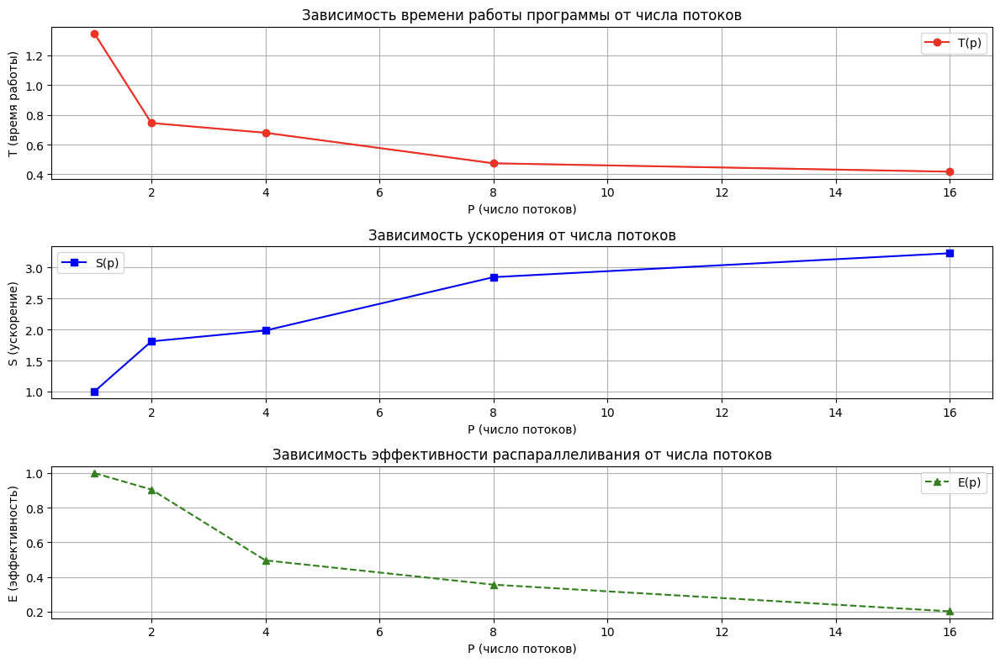 Зависимость времени работы программы от числа потоков
T (время работы)
1.2
1.0
0.8
0.6
0.4
T(p)
2 4 6 8 10 12 14 16
P (число потоков)
Зависимость ускорения от числа потоков
S (ускорение)
3.0
2.5
2.0
1.5
1.0
S(p)
2 4 6 8 10 12 14 16
P (число потоков)
Зависимость эффективности распараллеливания от числа потоков
E (эффективность)
1.0
0.8
0.6
0.4
0.2
E(p)
2 4 6 8 10 12 14 16
P (число потоков)